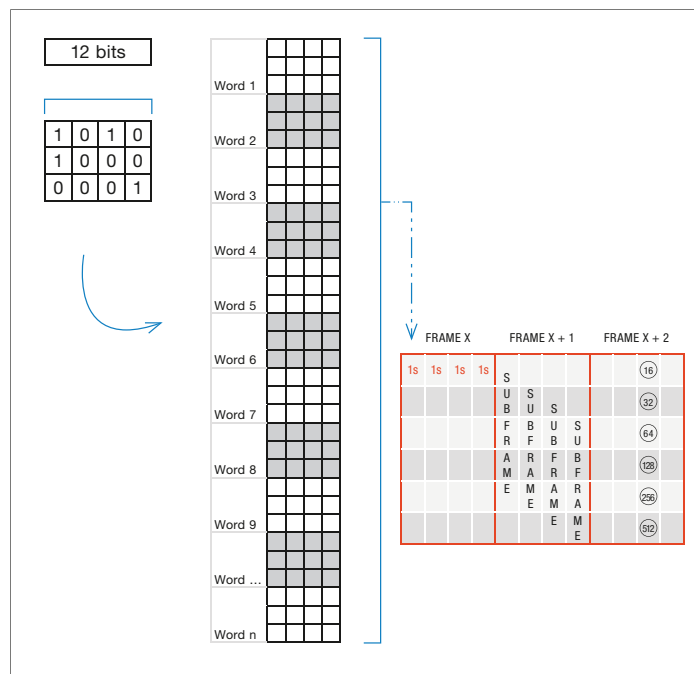 12 bits
1 0 1 0
1 0 0 0
0 0 0 1
Word 1
Word 2
Word 3
Word 4
Word 5
Word 6
Word 7
Word 8
Word 9
Word ...
Word n
FRAME X
FRAME X + 1
FRAME X + 2
1s 1s 1s 1s
SUBFRAME
SUBFRAME
SUBFRAME
SUBFRAME
16
32
64
128
256
512